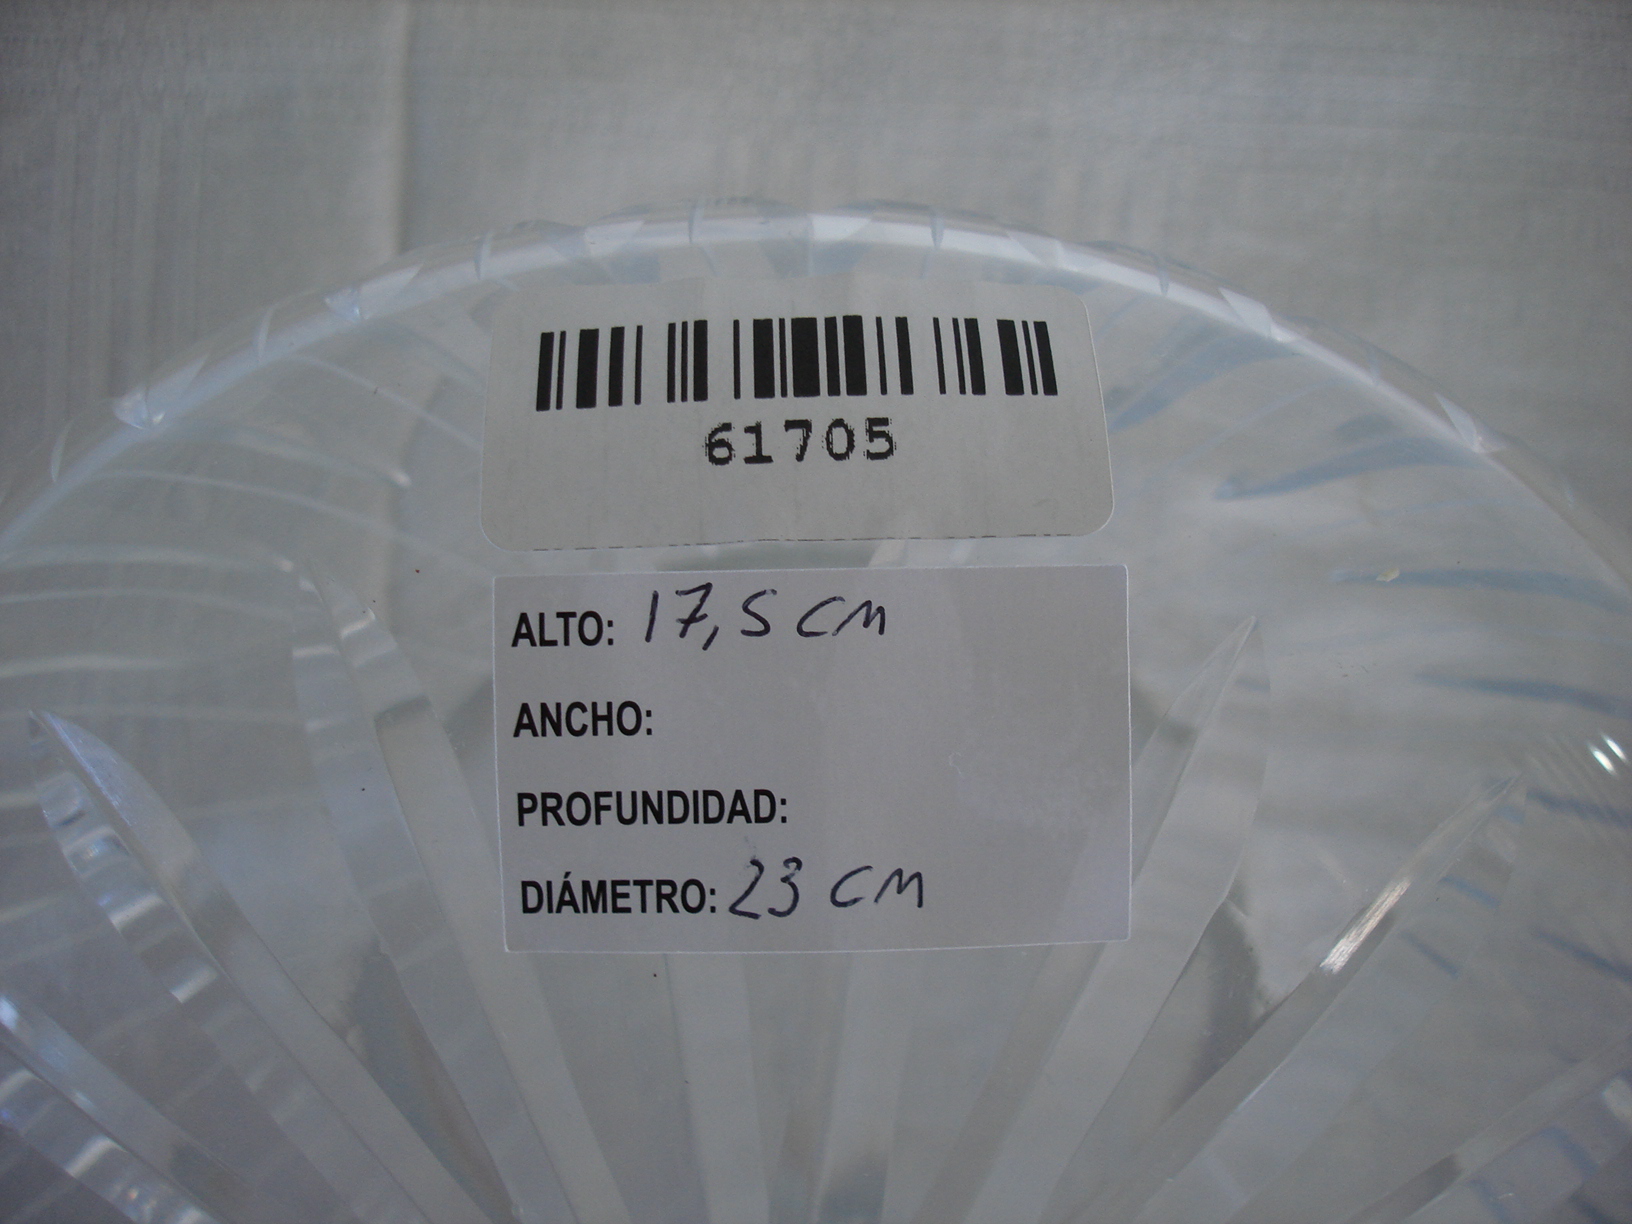 61705
ALTO: 17,5 CM
ANCHO:
PROFUNDIDAD:
DIÁMETRO: 23 CM